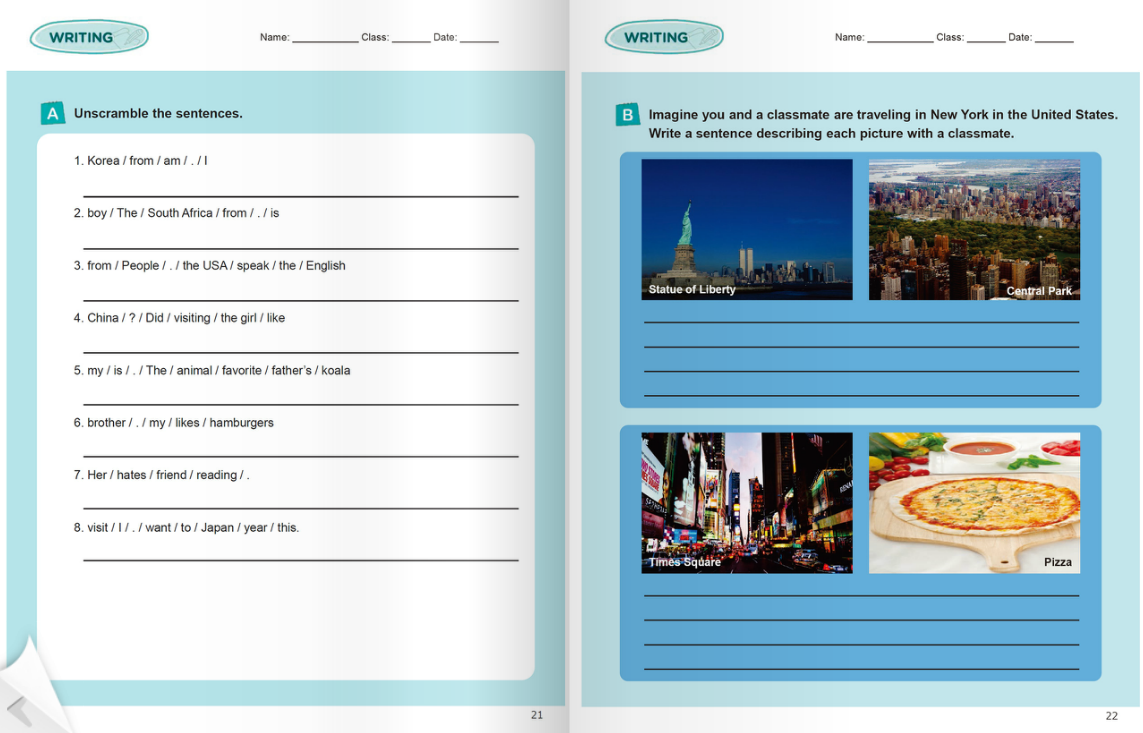 WRITING
Name: ____________ Class: _______ Date: _______
A Unscramble the sentences.
1. Korea / from / am / . / I
2. boy / The / South Africa / from / . / is
3. from / People / . / the USA / speak / the / English
4. China / ? / Did / visiting / the girl / like
5. my / is / . / The / animal / favorite / father's / koala
6. brother / . / my / likes / hamburgers
7. Her / hates / friend / reading / .
8. visit / I / . / want / to / Japan / year / this.
21
WRITING
Name: ____________ Class: _______ Date: _______
B Imagine you and a classmate are traveling in New York in the United States.
Write a sentence describing each picture with a classmate.
Statue of Liberty
Central Park
Times Square
Pizza
22